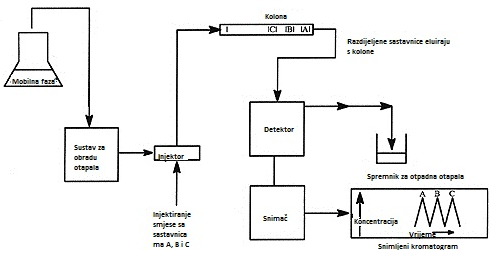 Kolona
I |C| |B| |A|
Razdijeljene sastavnice eluiraju
s kolone
Mobilna faza
Sustav za
obradu
otapala
Injektor
Detektor
Spremnik za otpadna otapala
Injektiranje
smjese sa
sastavnica
ma A, B i C
Snimač
A B C
Koncentracija
Vrijeme
Snimljeni kromatogram